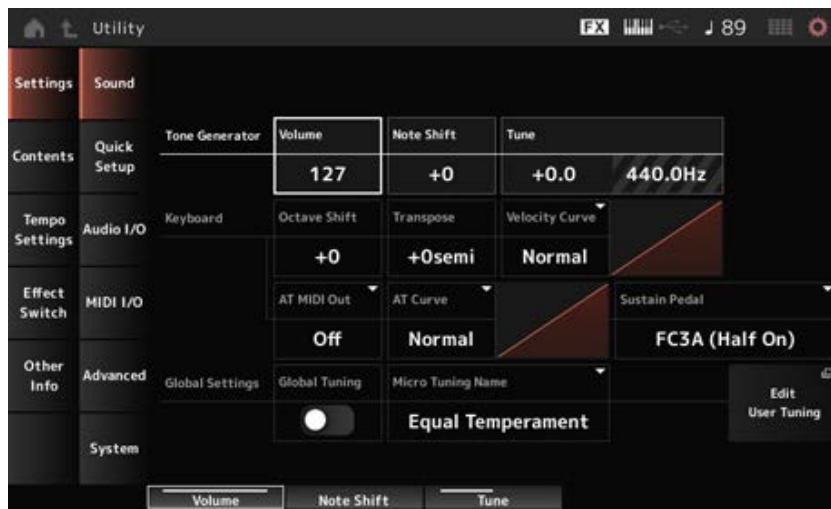 Utility
FX
♩ 89
Settings
Sound
Contents
Quick
Setup
Tempo
Settings
Audio I/O
Effect
Switch
MIDI I/O
Other
Info
Advanced
System
Tone Generator
Volume
Note Shift
Tune
127
+0
+0.0
440.0Hz
Keyboard
Octave Shift
Transpose
Velocity Curve
+0
+0semi
Normal
AT MIDI Out
AT Curve
Sustain Pedal
Off
Normal
FC3A (Half On)
Global Settings
Global Tuning
Micro Tuning Name
Equal Temperament
Edit
User Tuning
Volume
Note Shift
Tune